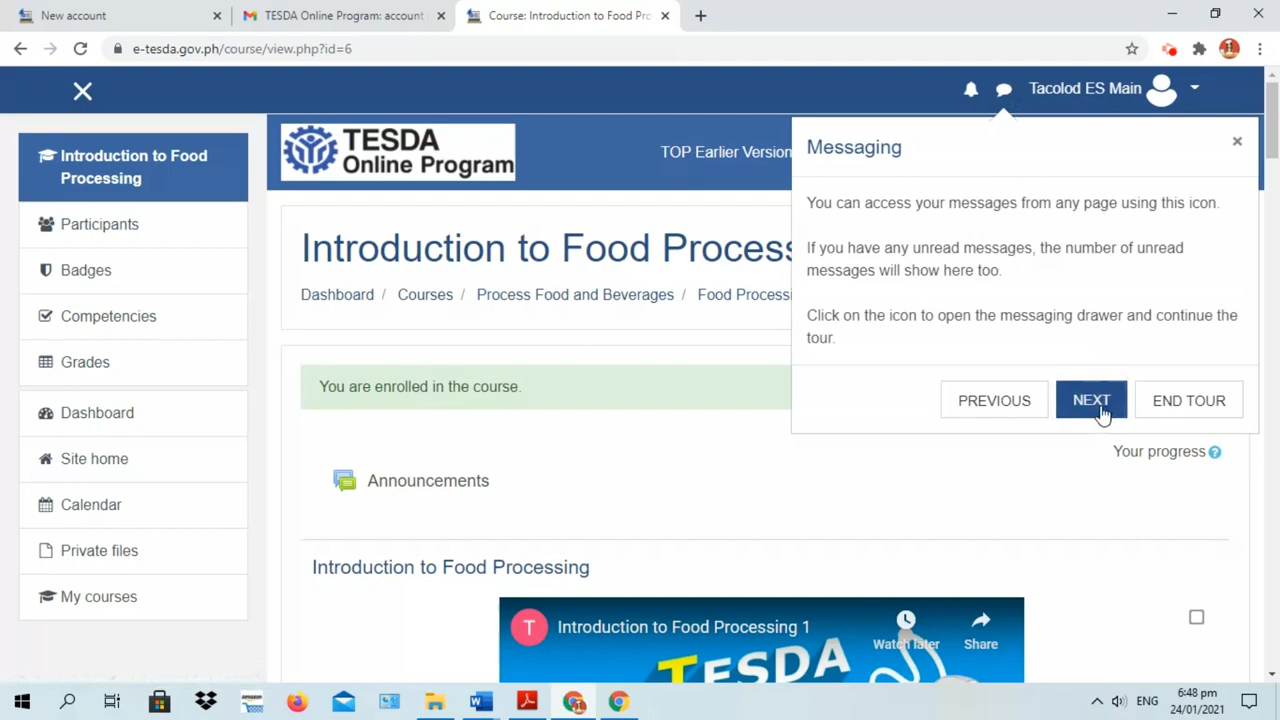 New account
TESDA Online Program: account
Course: Introduction to Food Pro
e-tesda.gov.ph/course/view.php?id=6
Tacolod ES Main
Introduction to Food
Processing
Participants
Badges
Competencies
Grades
Dashboard
Site home
Calendar
Private files
My courses
TESDA
Online Program
TOP Earlier Version
Introduction to Food Process
Dashboard / Courses / Process Food and Beverages / Food Processi
You are enrolled in the course.
Messaging
You can access your messages from any page using this icon.
If you have any unread messages, the number of unread
messages will show here too.
Click on the icon to open the messaging drawer and continue the
tour.
PREVIOUS NEXT END TOUR
Your progress
Announcements
Introduction to Food Processing
T
Introduction to Food Processing 1
Watch later
Share
TESDA
amazon
ENG
6:48 pm
24/01/2021